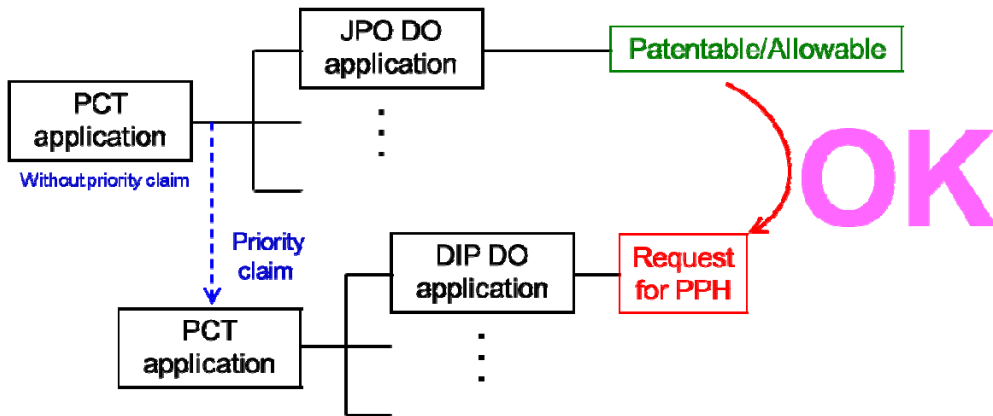 JPO DO
application
Patentable/Allowable
PCT
application
Without priority claim
OK
Priority
claim
DIP DO
application
Request
for PPH
PCT
application